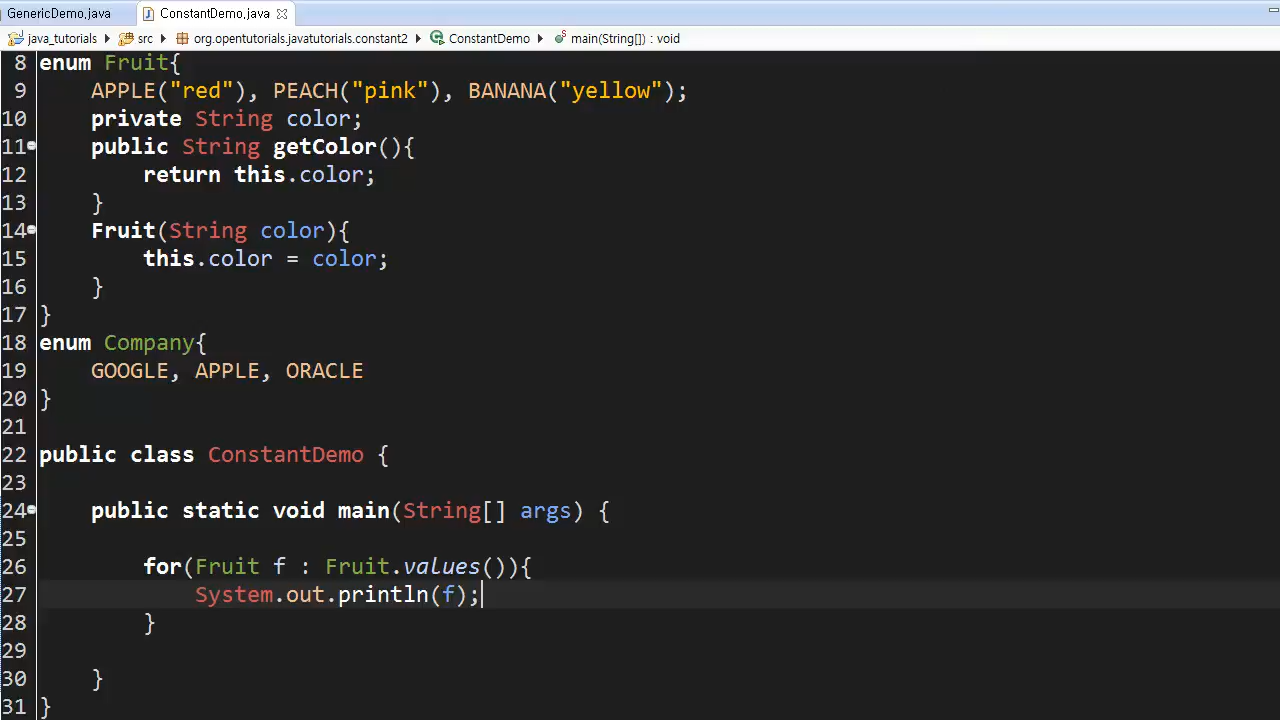 GenericDemo.java ConstantDemo.java
java_tutorials src org.opentutorials.javatutorials.constant2 ConstantDemo main(String[]) : void
8 enum Fruit{
9 APPLE("red"), PEACH("pink"), BANANA("yellow");
10 private String color;
11 public String getColor(){
12 return this.color;
13 }
14 Fruit(String color){
15 this.color = color;
16 }
17 }
18 enum Company{
19 GOOGLE, APPLE, ORACLE
20 }
21
22 public class ConstantDemo {
23
24 public static void main(String[] args) {
25
26 for(Fruit f : Fruit.values()){
27 System.out.println(f);
28 }
29
30 }
31 }